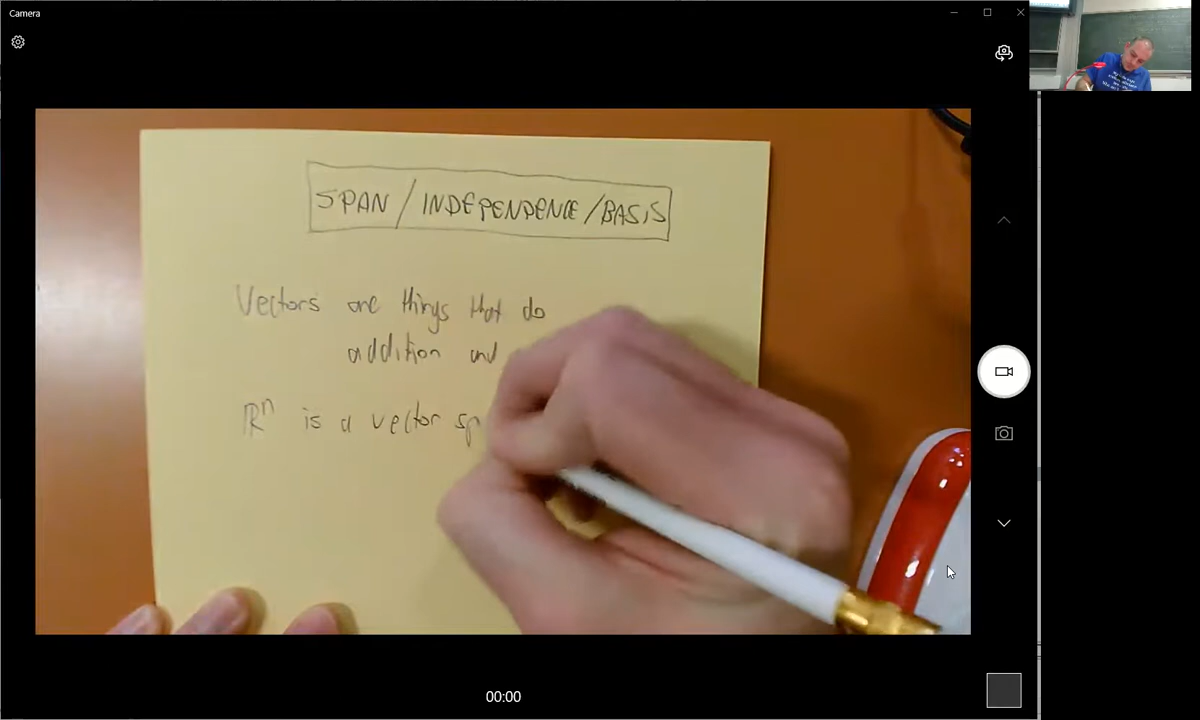 Camera
SPAN / INDEPENDENCE / BASIS
Vectors are things that do
addition and
Rⁿ is a vector sp
00:00